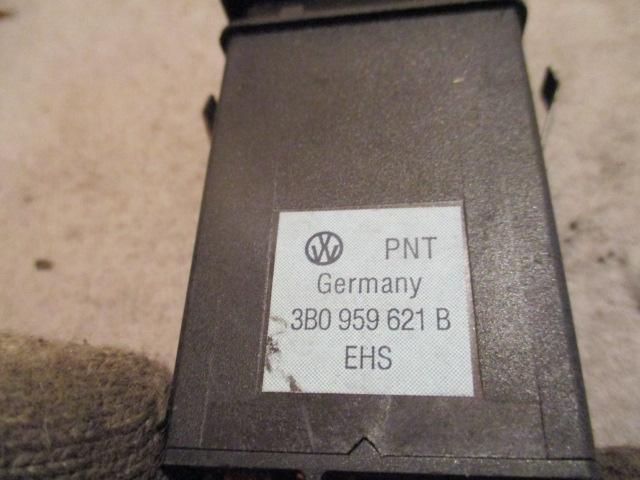 PNT
Germany
3B0 959 621 B
EHS